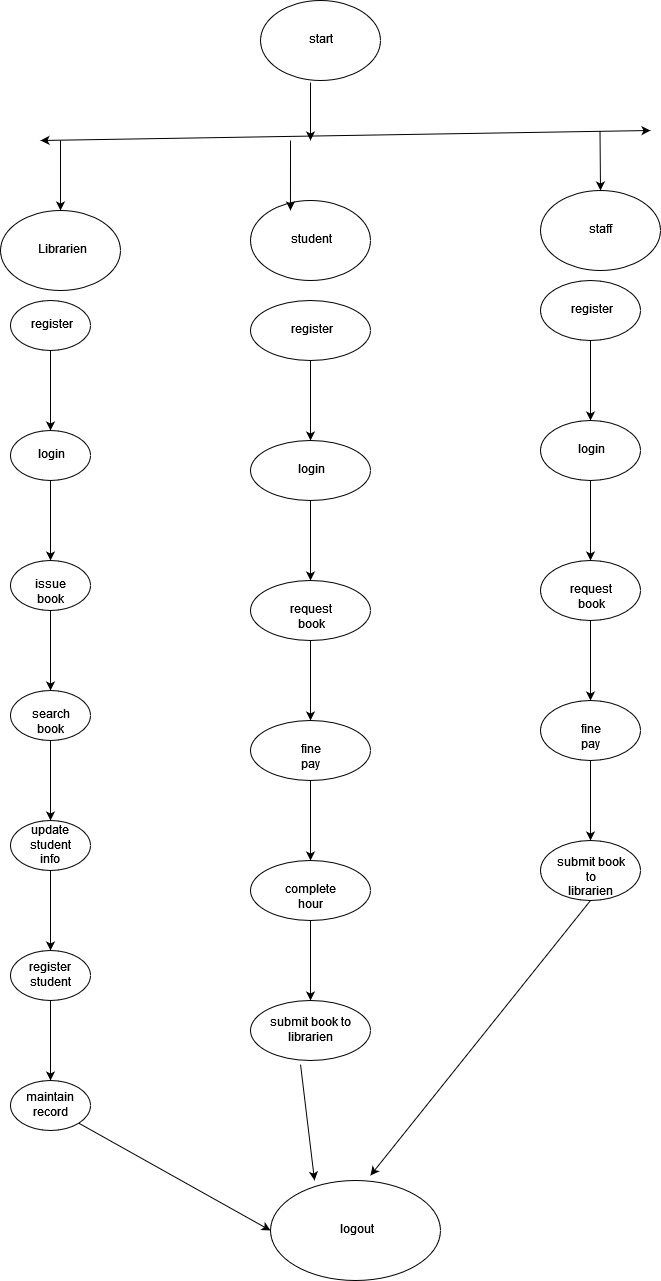 start
Librarien
register
login
issue
book
search
book
update
student
info
register
student
maintain
record
student
register
login
request
book
fine
pay
complete
hour
submit book to
librarien
staff
register
login
request
book
fine
pay
submit book
to
librarien
logout